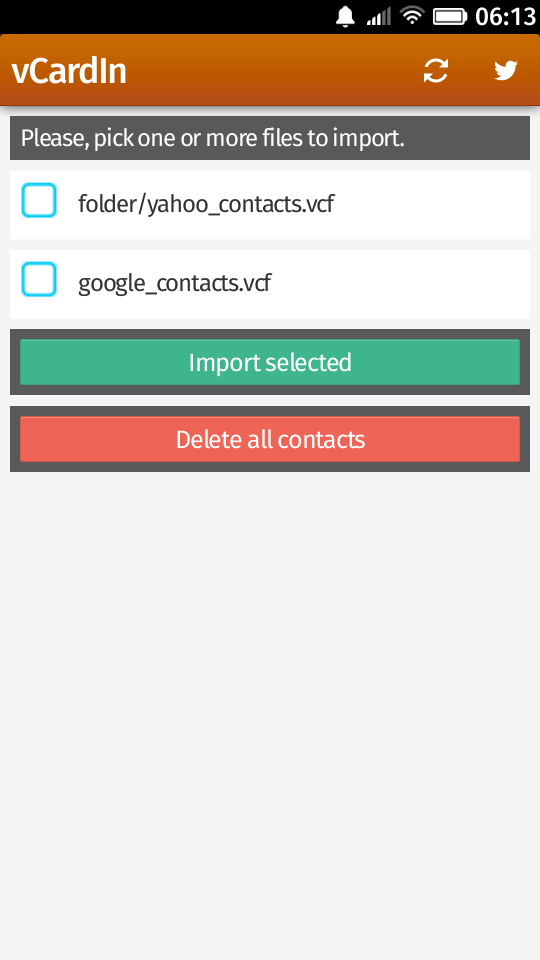 06:13
vCardIn
Please, pick one or more files to import.
folder/yahoo_contacts.vcf
google_contacts.vcf
Import selected
Delete all contacts